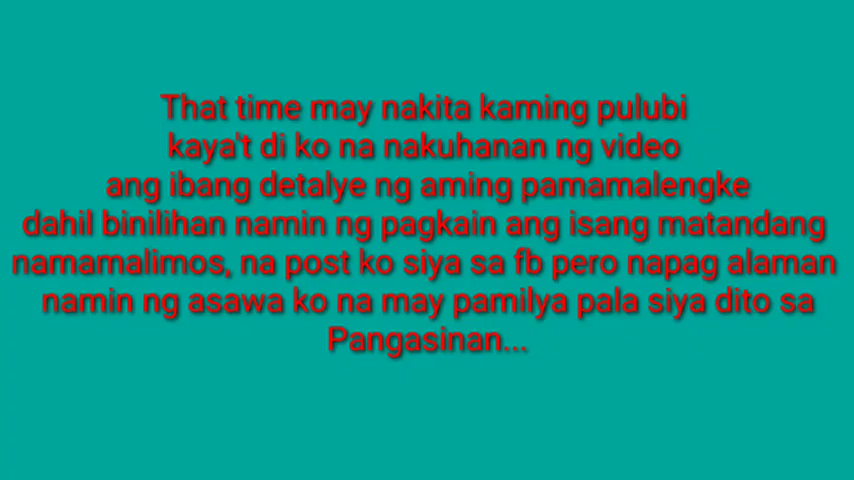 That time may nakita kaming pulubi
kaya't di ko na nakuhanan ng video
ang ibang detalye ng aming pamamalengke
dahil binilihan namin ng pagkain ang isang matandang
namamalimos, na post ko siya sa fb pero napag alaman
namin ng asawa ko na may pamilya pala siya dito sa
Pangasinan...